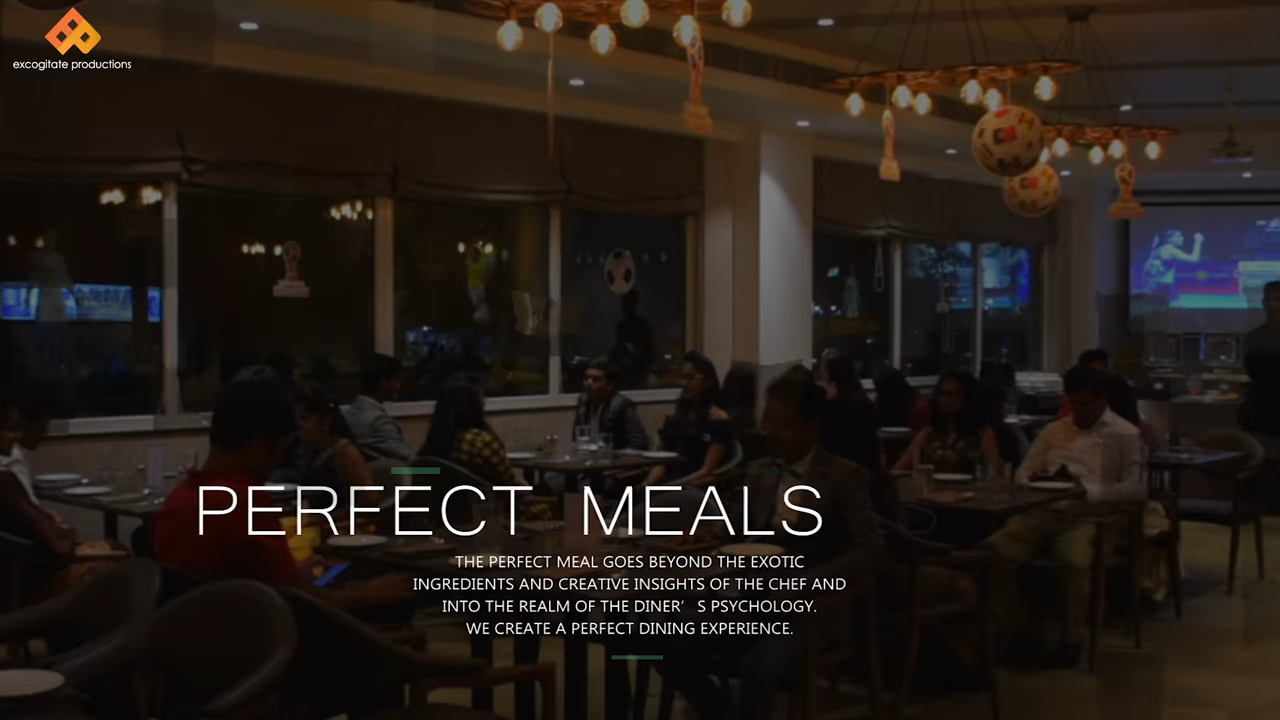 excogitate productions
PERFECT MEALS
THE PERFECT MEAL GOES BEYOND THE EXOTIC
INGREDIENTS AND CREATIVE INSIGHTS OF THE CHEF AND
INTO THE REALM OF THE DINER’ S PSYCHOLOGY.
WE CREATE A PERFECT DINING EXPERIENCE.